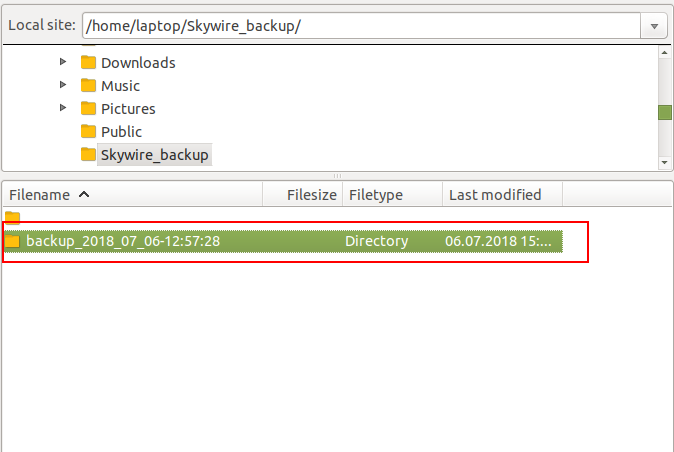 Local site: /home/laptop/Skywire_backup/
Downloads
Music
Pictures
Public
Skywire_backup
Filename Filesize Filetype Last modified
backup_2018_07_06-12:57:28 Directory 06.07.2018 15:...